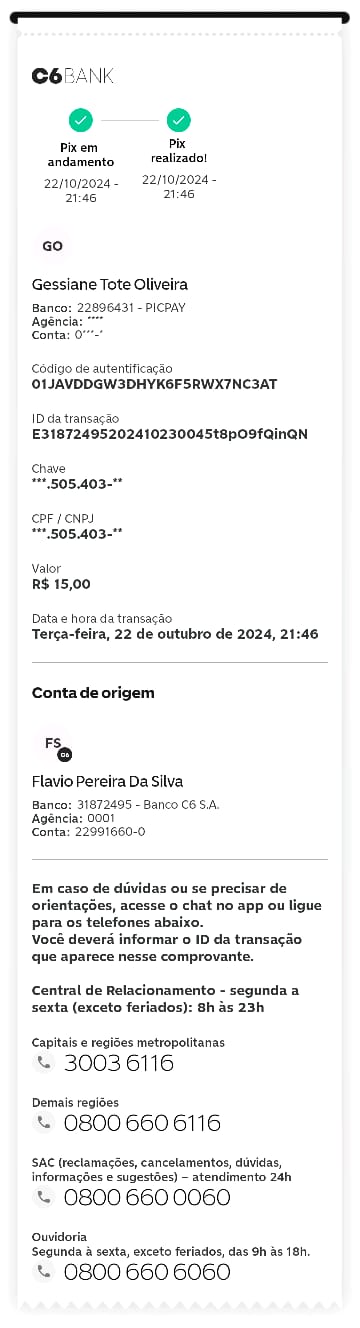 C6BANK
Pix em andamento
22/10/2024 - 21:46
Pix realizado!
22/10/2024 - 21:46
GO
Gessiane Tote Oliveira
Banco: 22896431 - PICPAY
Agência: ****
Conta: 0***-*
Código de autentificação
01JAVDDGW3DHYK6F5RWX7NC3AT
ID da transação
E31872495202410230045t8pO9fQinQN
Chave
***.505.403-**
CPF / CNPJ
***.505.403-**
Valor
R$ 15,00
Data e hora da transação
Terça-feira, 22 de outubro de 2024, 21:46
Conta de origem
FS
C6
Flavio Pereira Da Silva
Banco: 31872495 - Banco C6 S.A.
Agência: 0001
Conta: 22991660-0
Em caso de dúvidas ou se precisar de
orientações, acesse o chat no app ou ligue
para os telefones abaixo.
Você deverá informar o ID da transação
que aparece nesse comprovante.
Central de Relacionamento - segunda a
sexta (exceto feriados): 8h às 23h
Capitais e regiões metropolitanas
3003 6116
Demais regiões
0800 660 6116
SAC (reclamações, cancelamentos, dúvidas,
informações e sugestões) – atendimento 24h
0800 660 0060
Ouvidoria
Segunda à sexta, exceto feriados, das 9h às 18h.
0800 660 6060